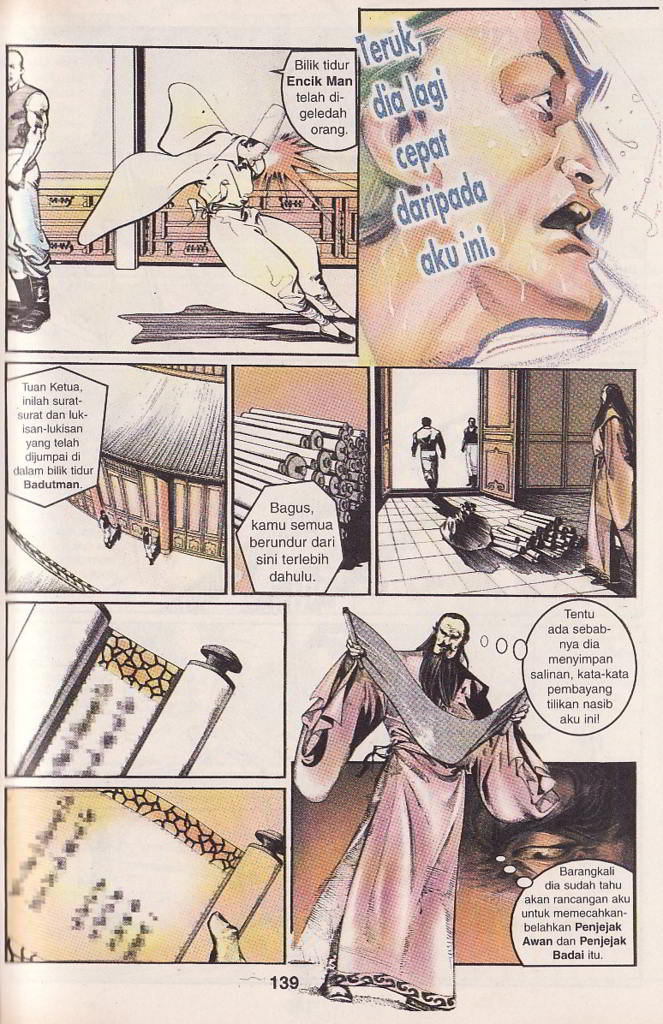 Bilik tidur
Encik Man
telah di-
geledah
orang.
Teruk,
dia lagi
cepat
daripada
aku ini.
Tuan Ketua,
inilah surat-
surat dan luk-
isan-lukisan
yang telah
dijumpai di
dalam bilik tidur
Badutman.
Bagus,
kamu semua
berundur dari
sini terlebih
dahulu.
Tentu
ada sebab-
nya dia
menyimpan
salinan, kata-kata
pembayang
tilikan nasib
aku ini!
Barangkali
dia sudah tahu
akan rancangan aku
untuk memecahkan-
belahkan Penjejak
Awan dan Penjejak
Badai itu.
139